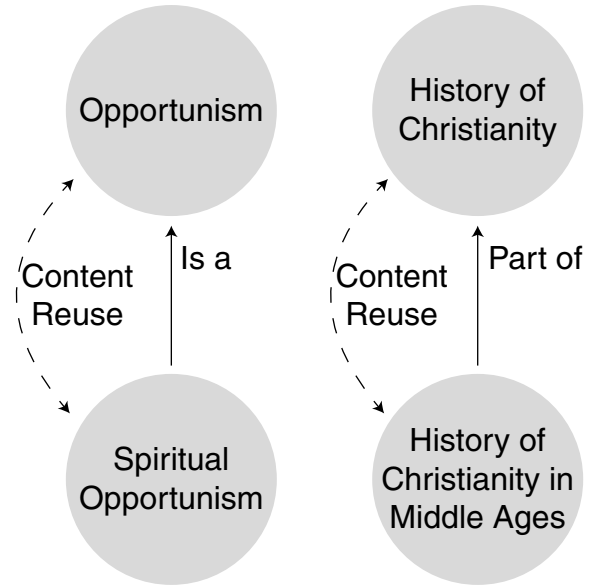 Opportunism
Is a
Content
Reuse
Spiritual
Opportunism
History of
Christianity
Part of
Content
Reuse
History of
Christianity in
Middle Ages